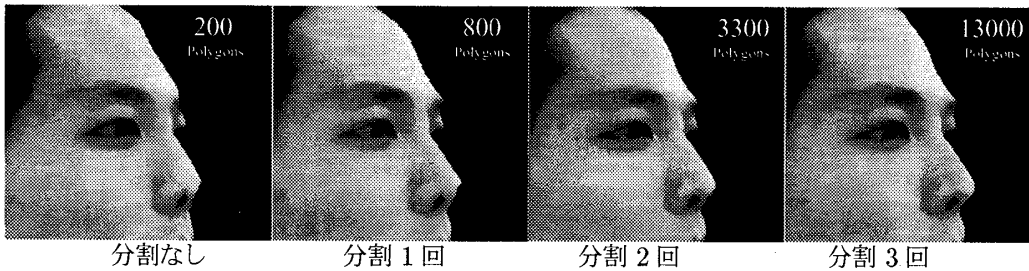 200
Polygons
800
Polygons
3300
Polygons
13000
Polygons
分割なし
分割 1 回
分割 2 回
分割 3 回